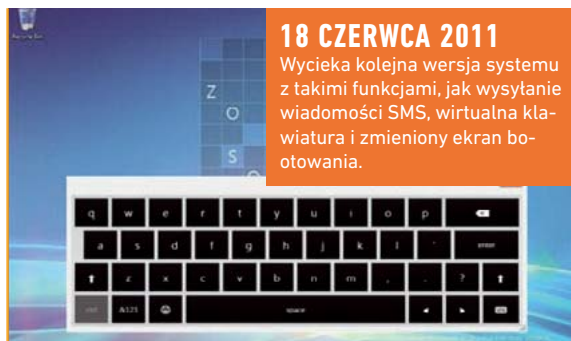 18 CZERWCA 2011
Wycieka kolejna wersja systemu
z takimi funkcjami, jak wysyłanie
wiadomości SMS, wirtualna kla-
wiatura i zmieniony ekran bo-
otowania.
Z
O
S
q w e r t y u i o p
a s d f g h j k l ' enter
z x c v b n m , . ?
&123 space